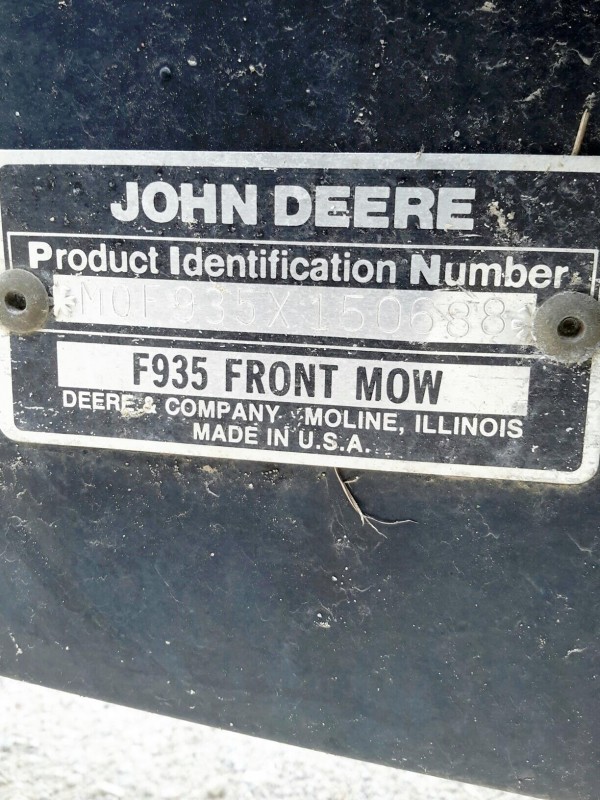 JOHN DEERE
Product Identification Number
M0F935X150688
F935 FRONT MOW
DEERE & COMPANY MOLINE, ILLINOIS
MADE IN U.S.A.